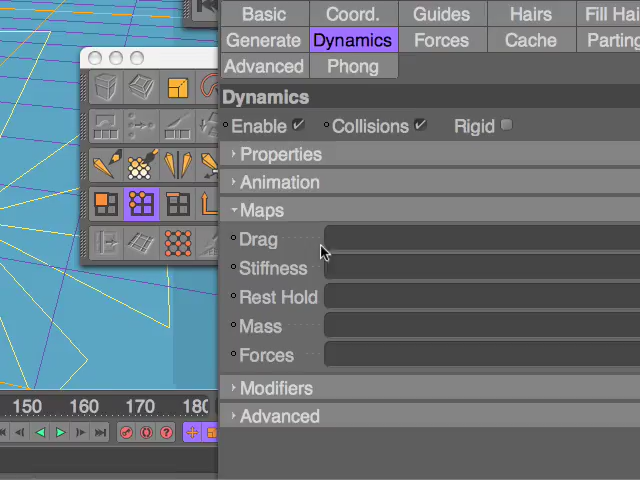 Basic Coord. Guides Hairs Fill Hai
Generate Dynamics Forces Cache Parting
Advanced Phong
Dynamics
Enable Collisions Rigid
Properties
Animation
Maps
Drag
Stiffness
Rest Hold
Mass
Forces
Modifiers
Advanced
150 160 170 180